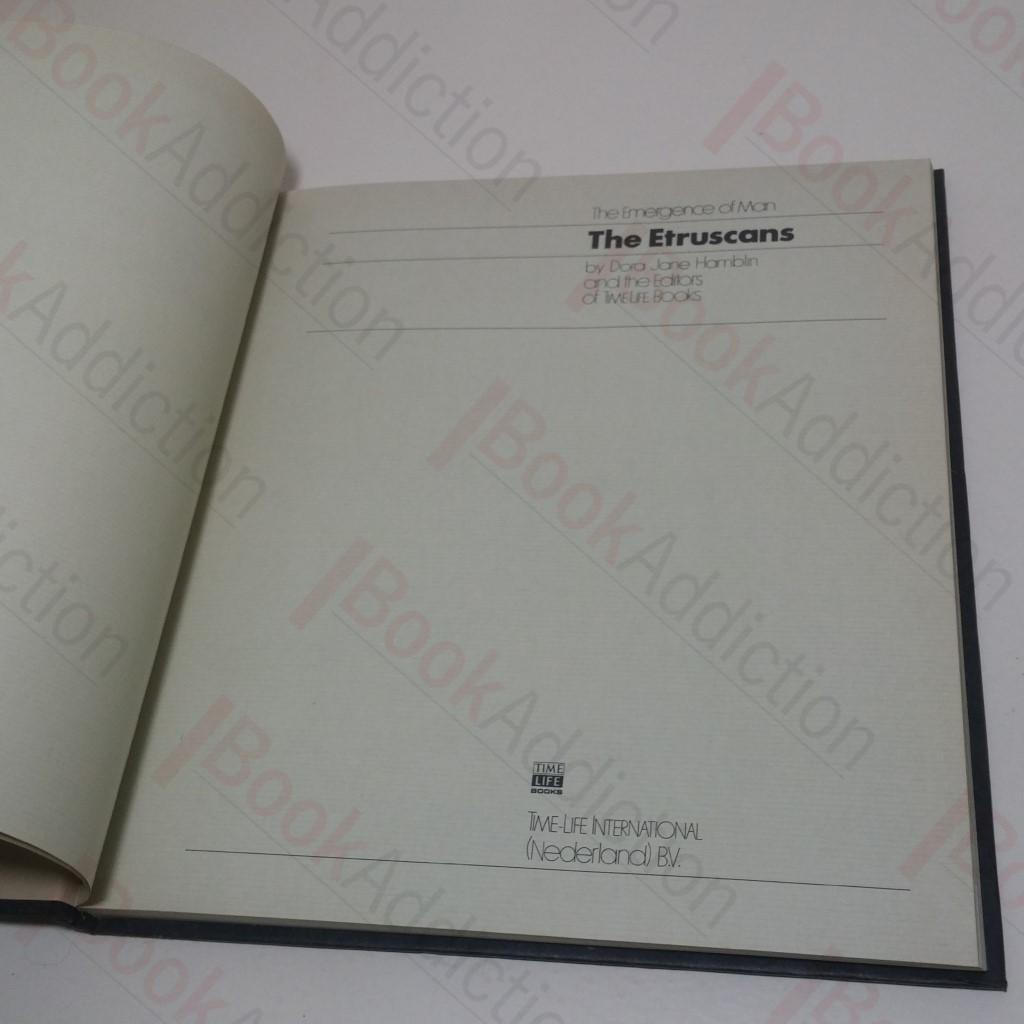 The Emergence of Man
The Etruscans
by Dora Jane Hamblin
and the Editors
of TIME-LIFE Books
TIME
LIFE
BOOKS
TIME-LIFE INTERNATIONAL
(Nederland) B.V.
BookAddiction